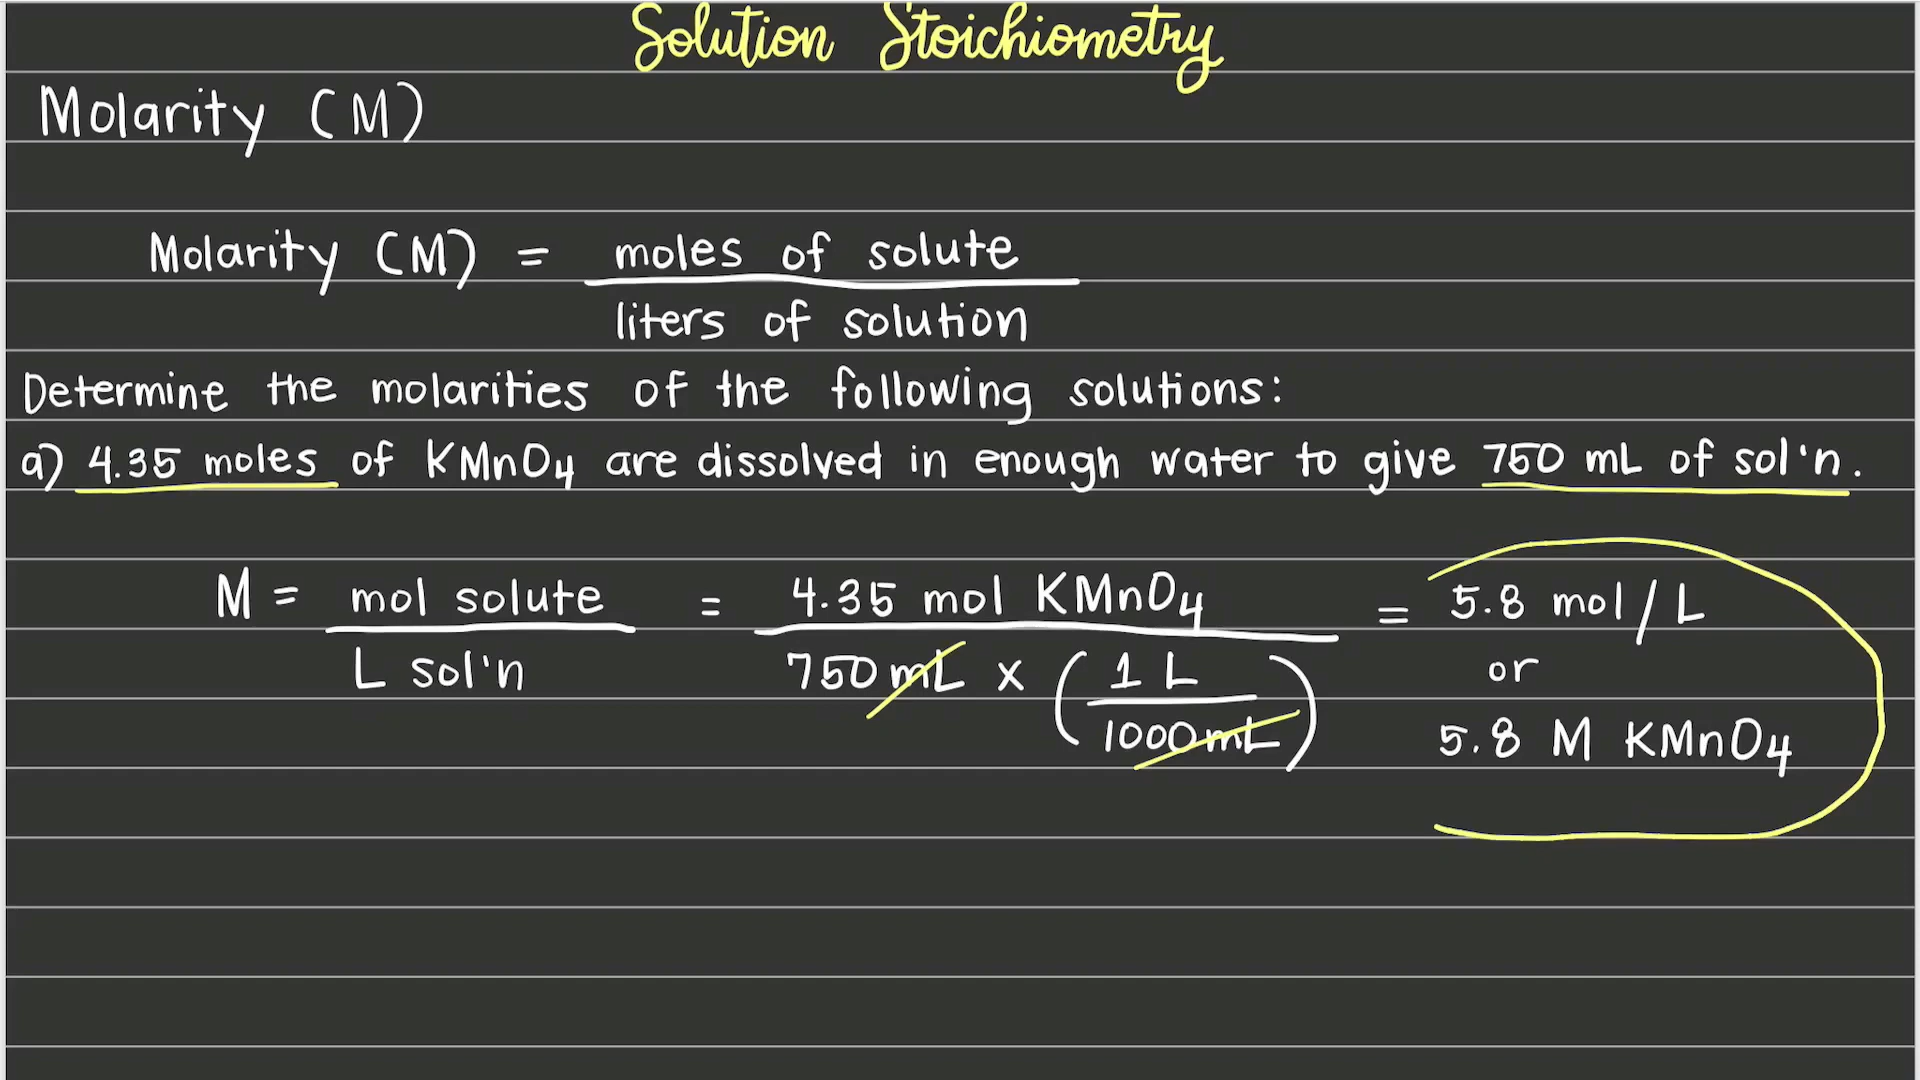 Solution Stoichiometry
Molarity (M)
Molarity (M) = moles of solute
liters of solution
Determine the molarities of the following solutions:
a) 4.35 moles of KMnO4 are dissolved in enough water to give 750 mL of sol'n.
M = mol solute = 4.35 mol KMnO4 = 5.8 mol/L
L sol'n 750 mL x (1 L or
1000 mL) 5.8 M KMnO4